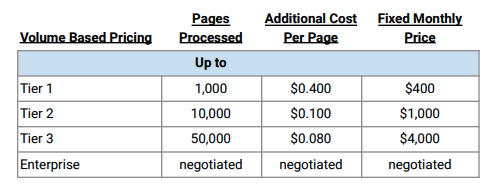 Pages Additional Cost Fixed Monthly
Volume Based Pricing Processed Per Page Price
Up to
Tier 1 1,000 $0.400 $400
Tier 2 10,000 $0.100 $1,000
Tier 3 50,000 $0.080 $4,000
Enterprise negotiated negotiated negotiated